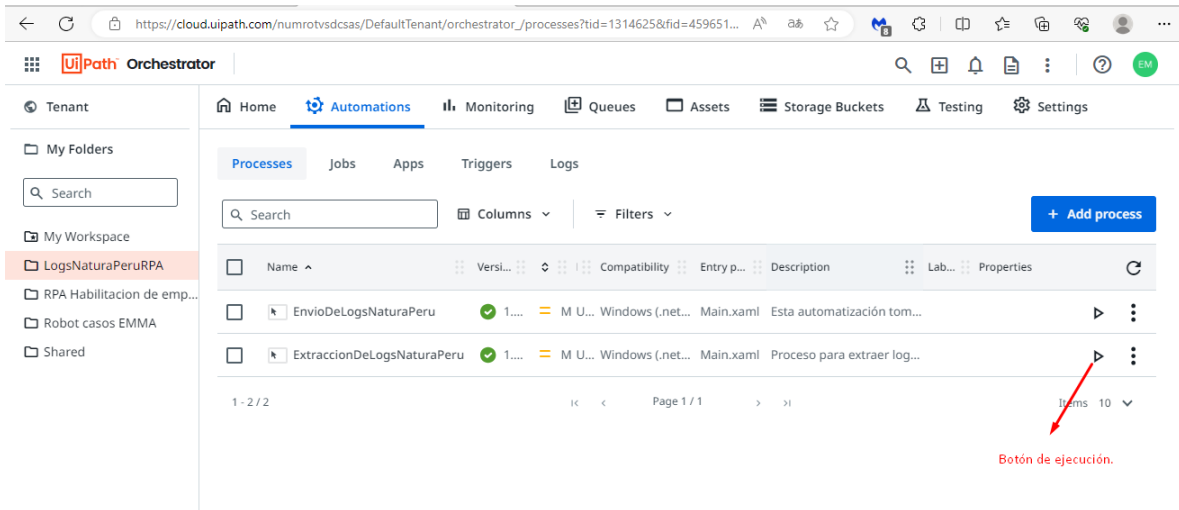 https://cloud.uipath.com/numrotvsdcsas/DefaultTenant/orchestrator_/processes?tid=1314625&fid=459651...
8
UiPath Orchestrator
EM
Tenant
Home Automations Monitoring Queues Assets Storage Buckets Testing Settings
My Folders
Processes Jobs Apps Triggers Logs
Search
Search Columns Filters + Add process
My Workspace
LogsNaturaPeruRPA
Name Versi... Compatibility Entry p... Description Lab... Properties
RPA Habilitacion de emp...
EnvioDeLogsNaturaPeru 1.... M U... Windows (.net... Main.xaml Esta automatización tom...
Robot casos EMMA
Shared
ExtraccionDeLogsNaturaPeru 1.... M U... Windows (.net... Main.xaml Proceso para extraer log...
1 - 2 / 2 Page 1 / 1 Items 10
Botón de ejecución.